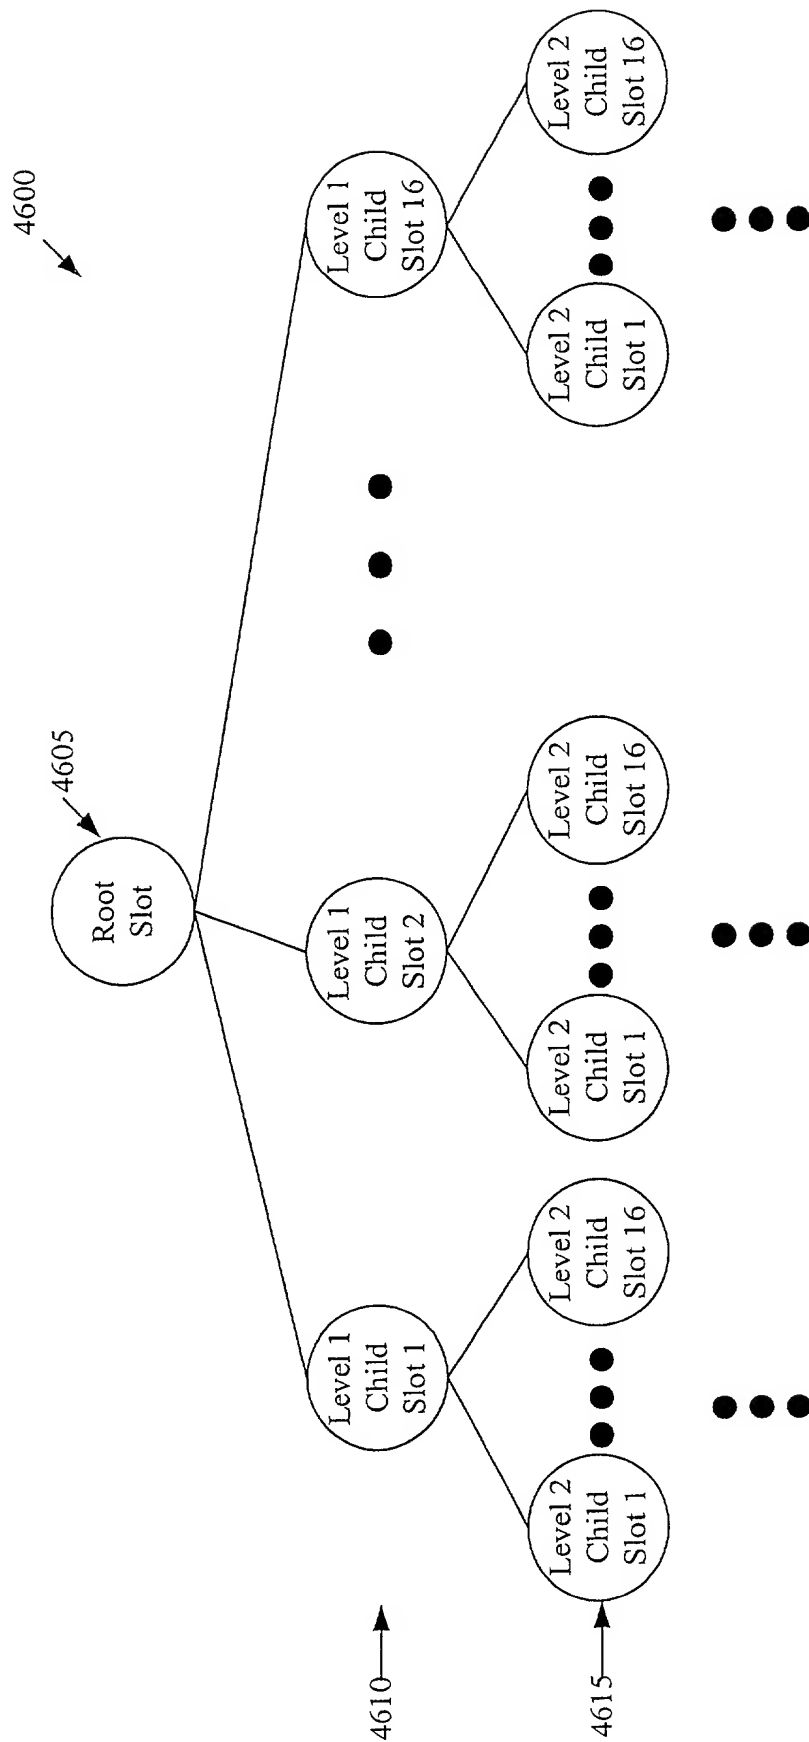 4600
4605
Root
Slot
4610
Level 1
Child
Slot 1
Level 1
Child
Slot 2
Level 1
Child
Slot 16
4615
Level 2
Child
Slot 1
Level 2
Child
Slot 16
Level 2
Child
Slot 1
Level 2
Child
Slot 16
Level 2
Child
Slot 1
Level 2
Child
Slot 16